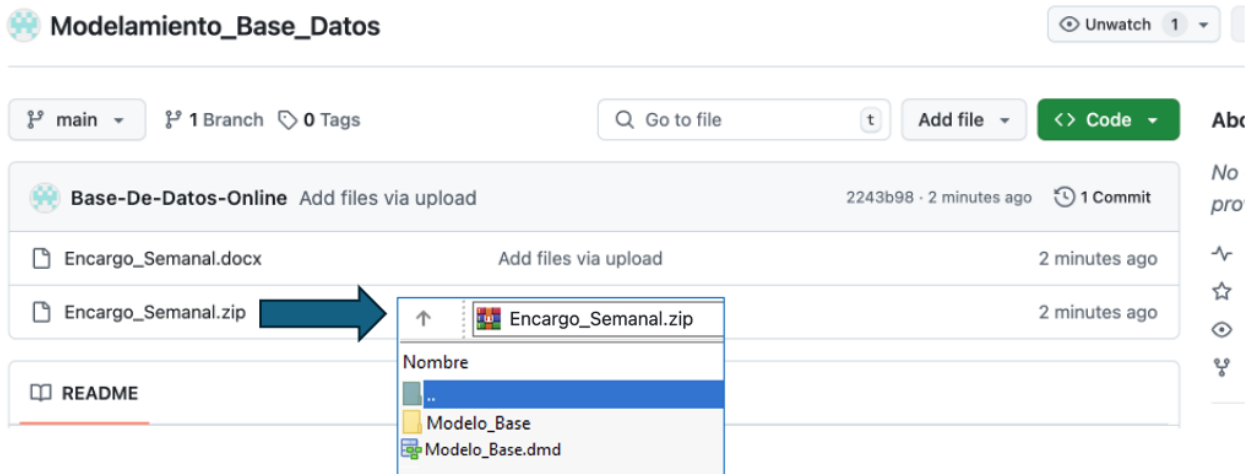 Modelamiento_Base_Datos
Unwatch 1
main
1 Branch
0 Tags
Go to file
t
Add file
Code
Base-De-Datos-Online Add files via upload
2243b98 · 2 minutes ago
1 Commit
No
Encargo_Semanal.docx
Add files via upload
2 minutes ago
Encargo_Semanal.zip
2 minutes ago
Encargo_Semanal.zip
Nombre
..
Modelo_Base
Modelo_Base.dmd
README